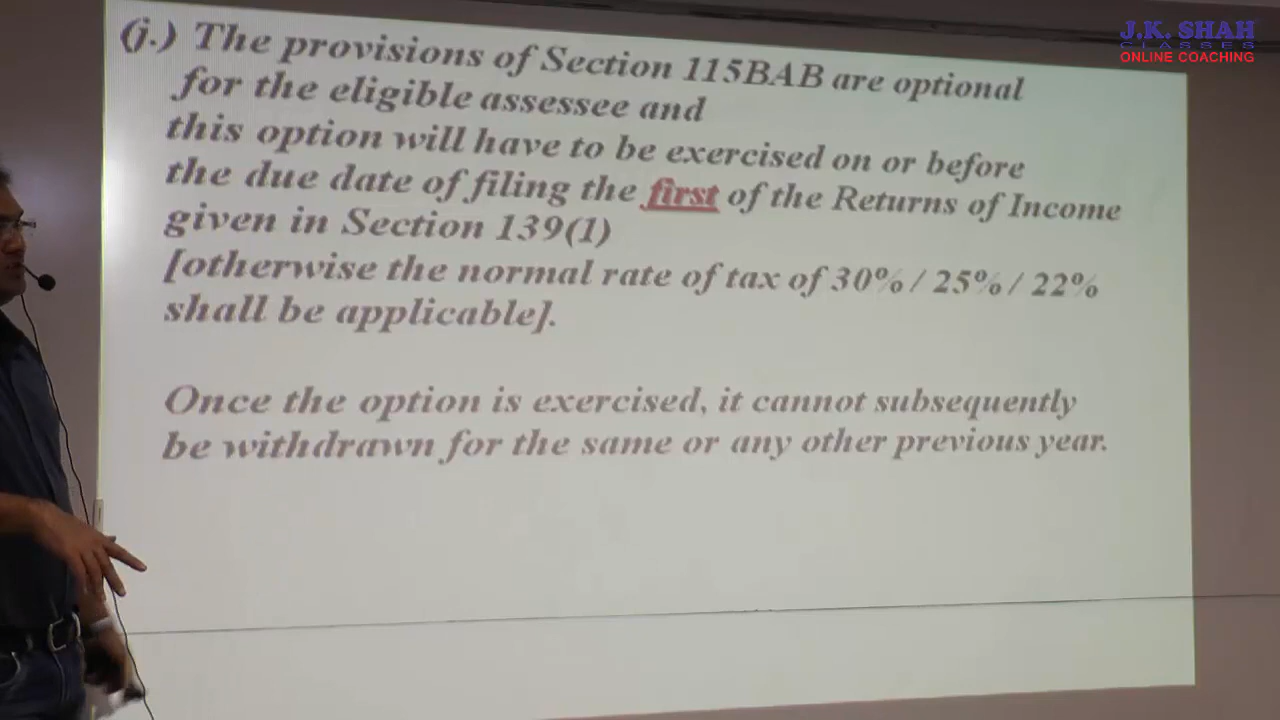 J.K. SHAH
CLASSES
ONLINE COACHING
(j.) The provisions of Section 115BAB are optional
for the eligible assessee and
this option will have to be exercised on or before
the due date of filing the first of the Returns of Income
given in Section 139(1)
[otherwise the normal rate of tax of 30% / 25% / 22%
shall be applicable].
Once the option is exercised, it cannot subsequently
be withdrawn for the same or any other previous year.